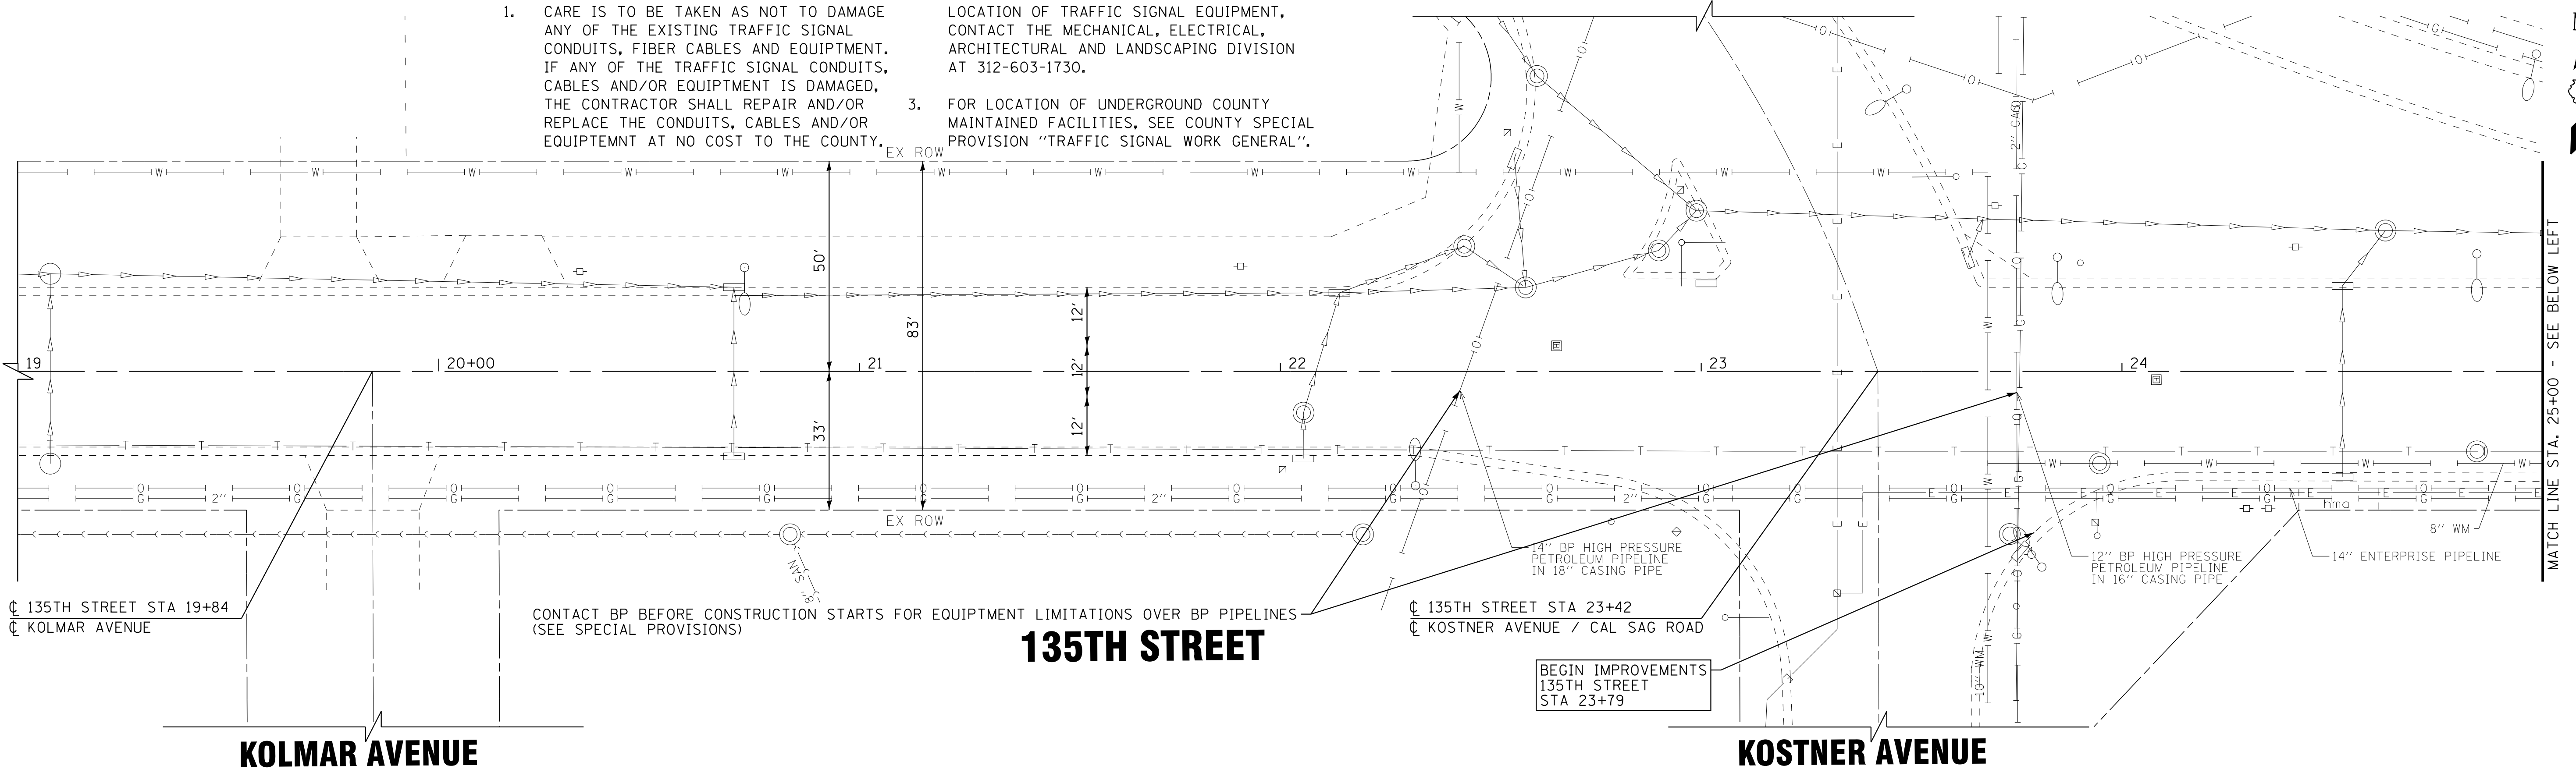 1. CARE IS TO BE TAKEN AS NOT TO DAMAGE
ANY OF THE EXISTING TRAFFIC SIGNAL
CONDUITS, FIBER CABLES AND EQUIPTMENT.
IF ANY OF THE TRAFFIC SIGNAL CONDUITS,
CABLES AND/OR EQUIPTMENT IS DAMAGED,
THE CONTRACTOR SHALL REPAIR AND/OR
REPLACE THE CONDUITS, CABLES AND/OR
EQUIPTEMNT AT NO COST TO THE COUNTY.
LOCATION OF TRAFFIC SIGNAL EQUIPMENT,
CONTACT THE MECHANICAL, ELECTRICAL,
ARCHITECTURAL AND LANDSCAPING DIVISION
AT 312-603-1730.
3. FOR LOCATION OF UNDERGROUND COUNTY
MAINTAINED FACILITIES, SEE COUNTY SPECIAL
PROVISION "TRAFFIC SIGNAL WORK GENERAL".
EX ROW
2" GAS
50'
83'
12'
12'
12'
33'
19
20+00
21
22
23
24
2"
2"
2"
EX ROW
8" SAN
hma
8" WM
10" WM
14" BP HIGH PRESSURE
PETROLEUM PIPELINE
IN 18" CASING PIPE
12" BP HIGH PRESSURE
PETROLEUM PIPELINE
IN 16" CASING PIPE
14" ENTERPRISE PIPELINE
MATCH LINE STA. 25+00 - SEE BELOW LEFT
℄ 135TH STREET STA 19+84
℄ KOLMAR AVENUE
CONTACT BP BEFORE CONSTRUCTION STARTS FOR EQUIPTMENT LIMITATIONS OVER BP PIPELINES
(SEE SPECIAL PROVISIONS)
135TH STREET
℄ 135TH STREET STA 23+42
℄ KOSTNER AVENUE / CAL SAG ROAD
BEGIN IMPROVEMENTS
135TH STREET
STA 23+79
KOLMAR AVENUE
KOSTNER AVENUE